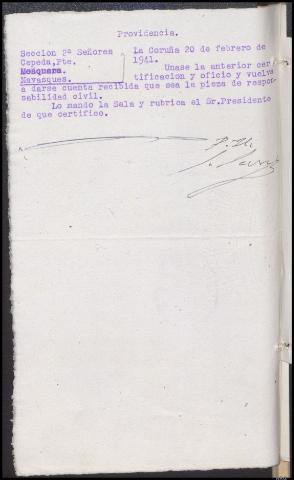 Providencia.
Seccion 2ª Señores
Cepeda,Pte.
Mosquera.
Navasques.
La Coruña 20 de febrero de
1941.
Unase la anterior cer
tificacion y oficio y vuelva
a darse cuenta recibida que sea la pieza de respon
sabilidad civil.
Lo mando la Sala y rubrica el Sr.Presidente
de que certifico.